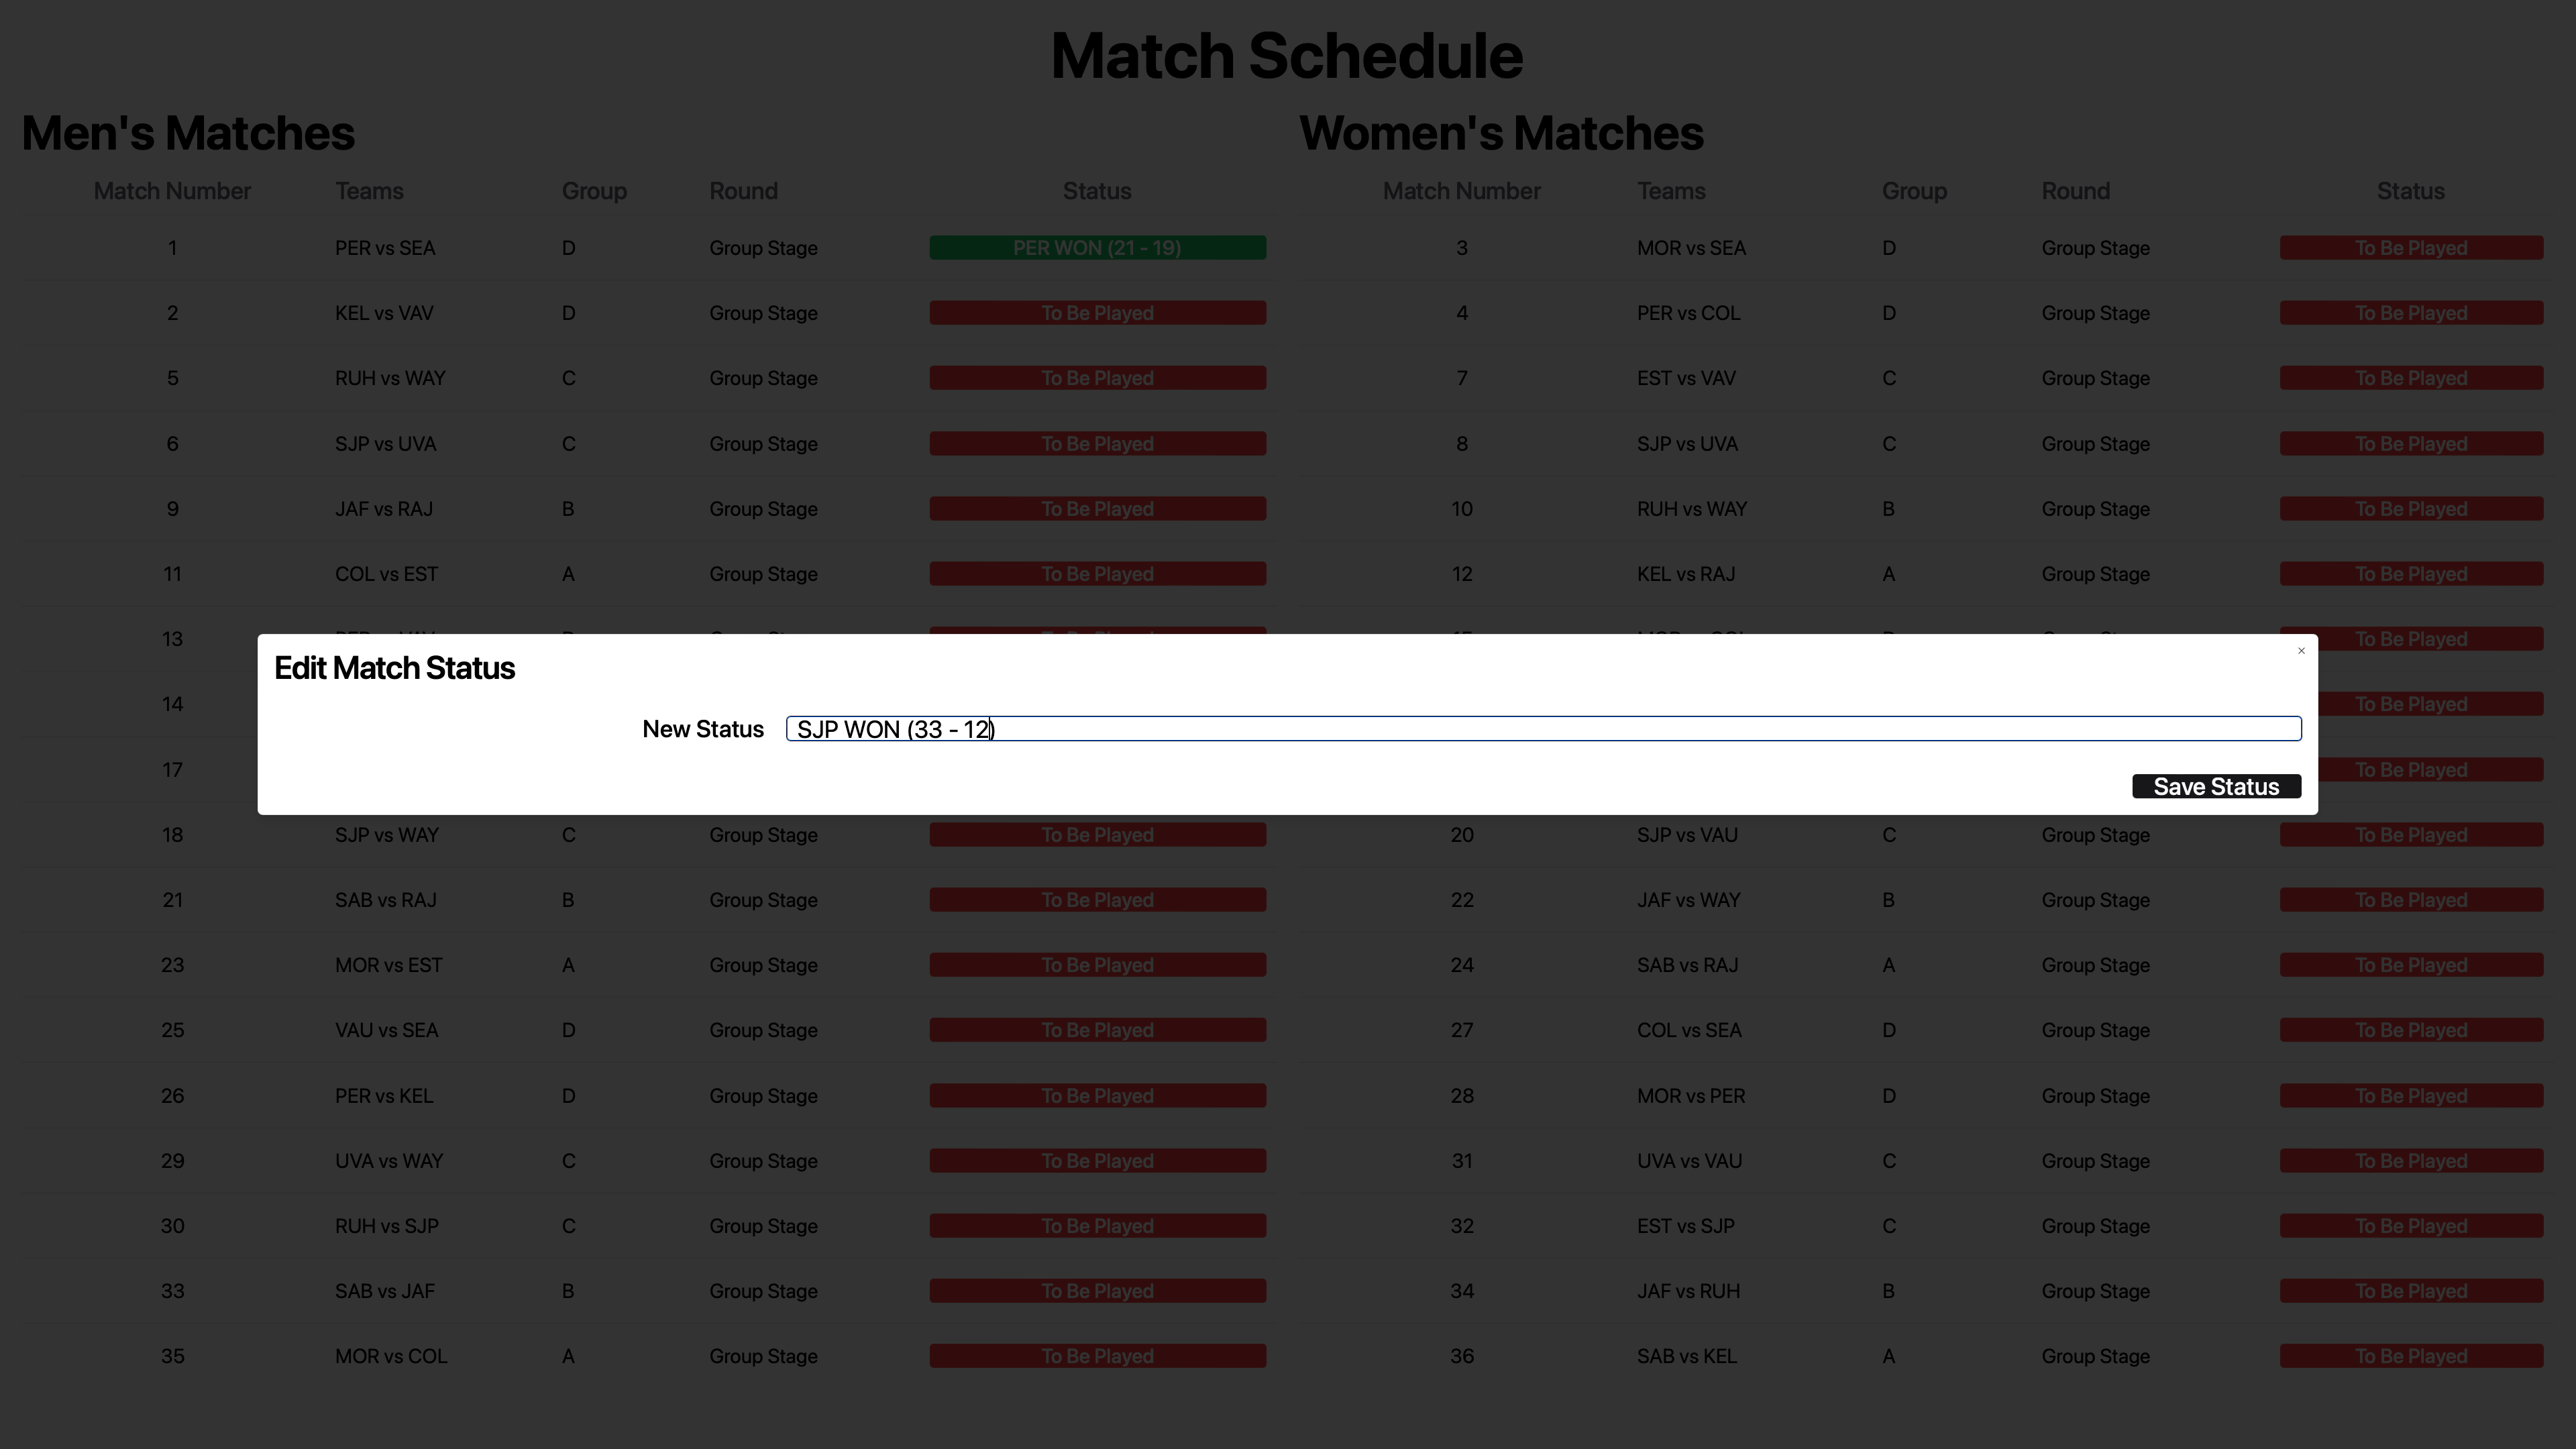 Match Schedule
Men's Matches
Match Number Teams Group Round Status
1 PER vs SEA D Group Stage PER WON (21 - 19)
2 KEL vs VAV D Group Stage To Be Played
5 RUH vs WAY C Group Stage To Be Played
6 SJP vs UVA C Group Stage To Be Played
9 JAF vs RAJ B Group Stage To Be Played
11 COL vs EST A Group Stage To Be Played
13
14
17
18 SJP vs WAY C Group Stage To Be Played
21 SAB vs RAJ B Group Stage To Be Played
23 MOR vs EST A Group Stage To Be Played
25 VAU vs SEA D Group Stage To Be Played
26 PER vs KEL D Group Stage To Be Played
29 UVA vs WAY C Group Stage To Be Played
30 RUH vs SJP C Group Stage To Be Played
33 SAB vs JAF B Group Stage To Be Played
35 MOR vs COL A Group Stage To Be Played
Women's Matches
Match Number Teams Group Round Status
3 MOR vs SEA D Group Stage To Be Played
4 PER vs COL D Group Stage To Be Played
7 EST vs VAV C Group Stage To Be Played
8 SJP vs UVA C Group Stage To Be Played
10 RUH vs WAY B Group Stage To Be Played
12 KEL vs RAJ A Group Stage To Be Played
To Be Played
To Be Played
To Be Played
20 SJP vs VAU C Group Stage To Be Played
22 JAF vs WAY B Group Stage To Be Played
24 SAB vs RAJ A Group Stage To Be Played
27 COL vs SEA D Group Stage To Be Played
28 MOR vs PER D Group Stage To Be Played
31 UVA vs VAU C Group Stage To Be Played
32 EST vs SJP C Group Stage To Be Played
34 JAF vs RUH B Group Stage To Be Played
36 SAB vs KEL A Group Stage To Be Played
Edit Match Status
New Status SJP WON (33 - 12)
Save Status